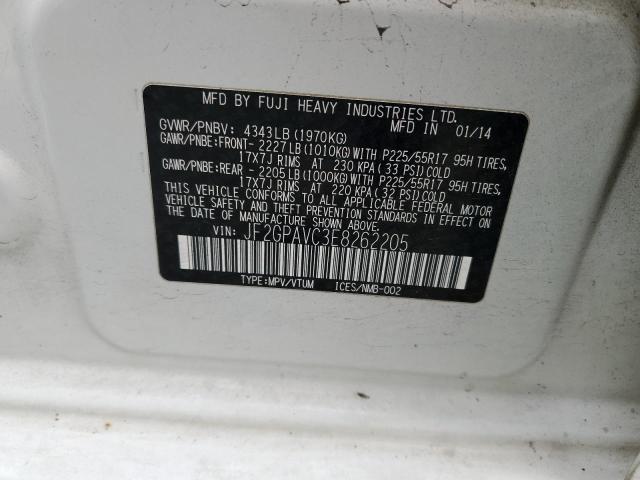 MFD BY FUJI HEAVY INDUSTRIES LTD.
MFD IN 01/14
GVWR/PNBV: 4343LB(1970KG)
GAWR/PNBE:FRONT- 2227LB(1010KG)WITH P225/55R17 95H TIRES,
17X7J RIMS AT 230 KPA(33 PSI)COLD
GAWR/PNBE:REAR - 2205LB(1000KG)WITH P225/55R17 95H TIRES,
17X7J RIMS AT 220 KPA(32 PSI)COLD
THIS VEHICLE CONFORMS TO ALL APPLICABLE FEDERAL MOTOR
VEHICLE SAFETY AND THEFT PREVENTION STANDARDS IN EFFECT
ON THE DATE OF MANUFACTURE SHOWN ABOVE.
VIN: JF2GPAVC3E8262205
TYPE:MPV/VTUM ICES/NMB-002